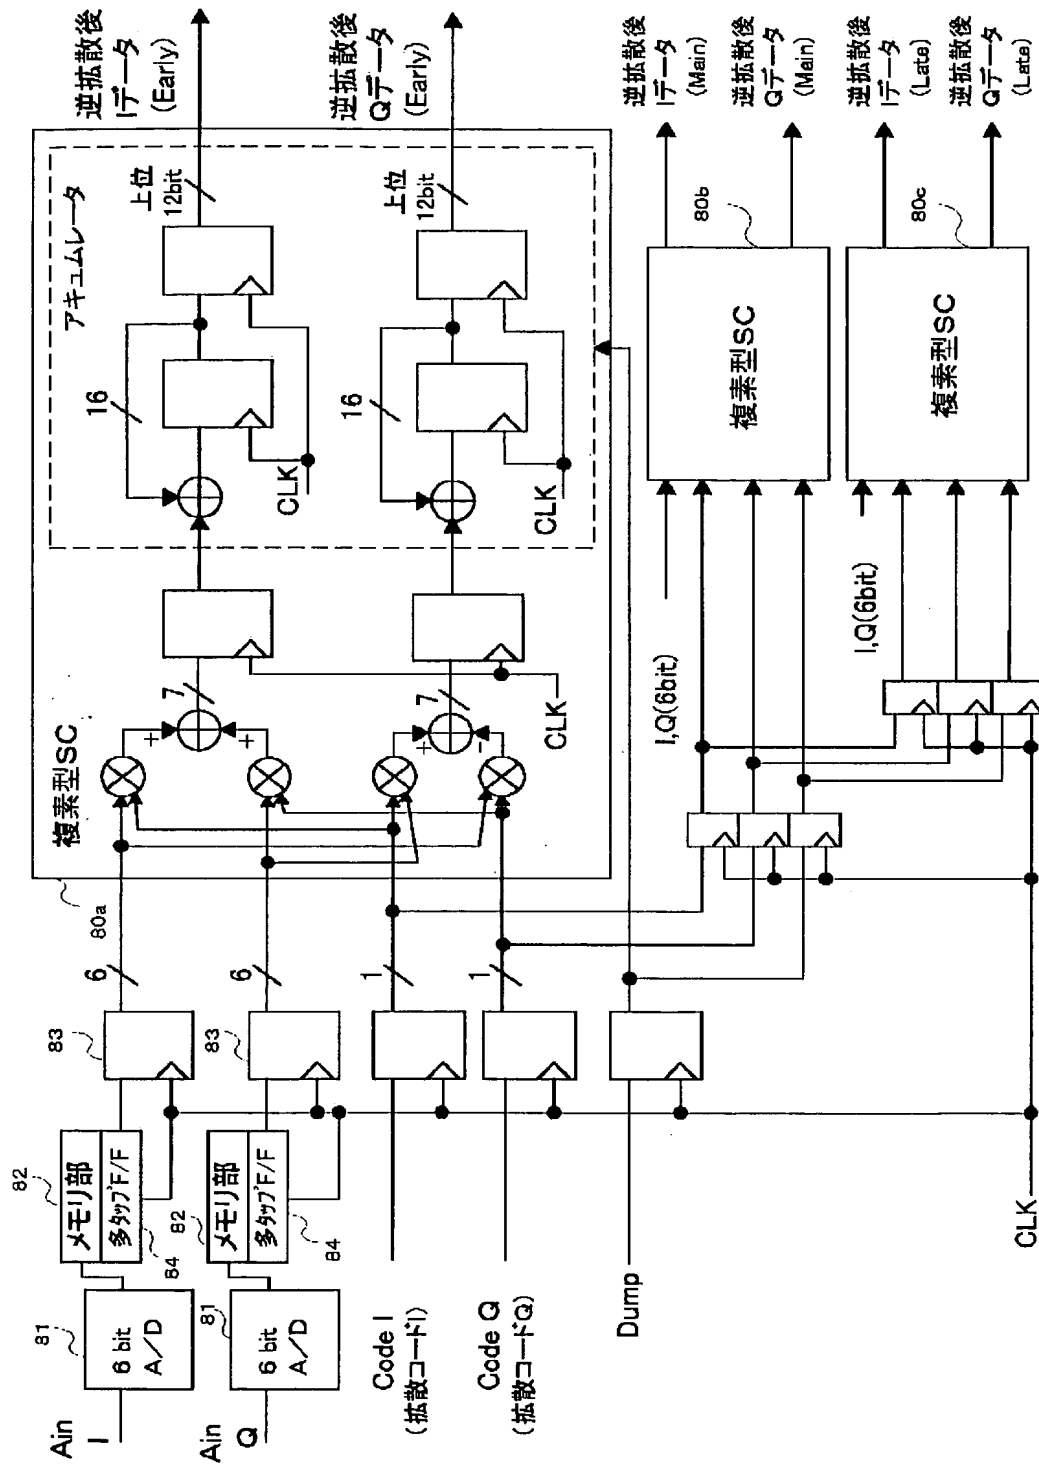 Ain
I
81
6 bit
A/D
82
メモリ部
多タップF/F
84
83
6
80a
複素型SC
+
+
7
アキュムレータ
16
CLK
上位
12bit
逆拡散後
Iデータ
(Early)
Ain
Q
81
6 bit
A/D
82
メモリ部
多タップF/F
84
83
6
+
-
7
CLK
16
CLK
上位
12bit
逆拡散後
Qデータ
(Early)
Code I
(拡散コードI)
1
Code Q
(拡散コードQ)
1
Dump
I,Q(6bit)
複素型SC
80b
逆拡散後
Iデータ
(Main)
逆拡散後
Qデータ
(Main)
I,Q(6bit)
複素型SC
80c
逆拡散後
Iデータ
(Late)
逆拡散後
Qデータ
(Late)
CLK